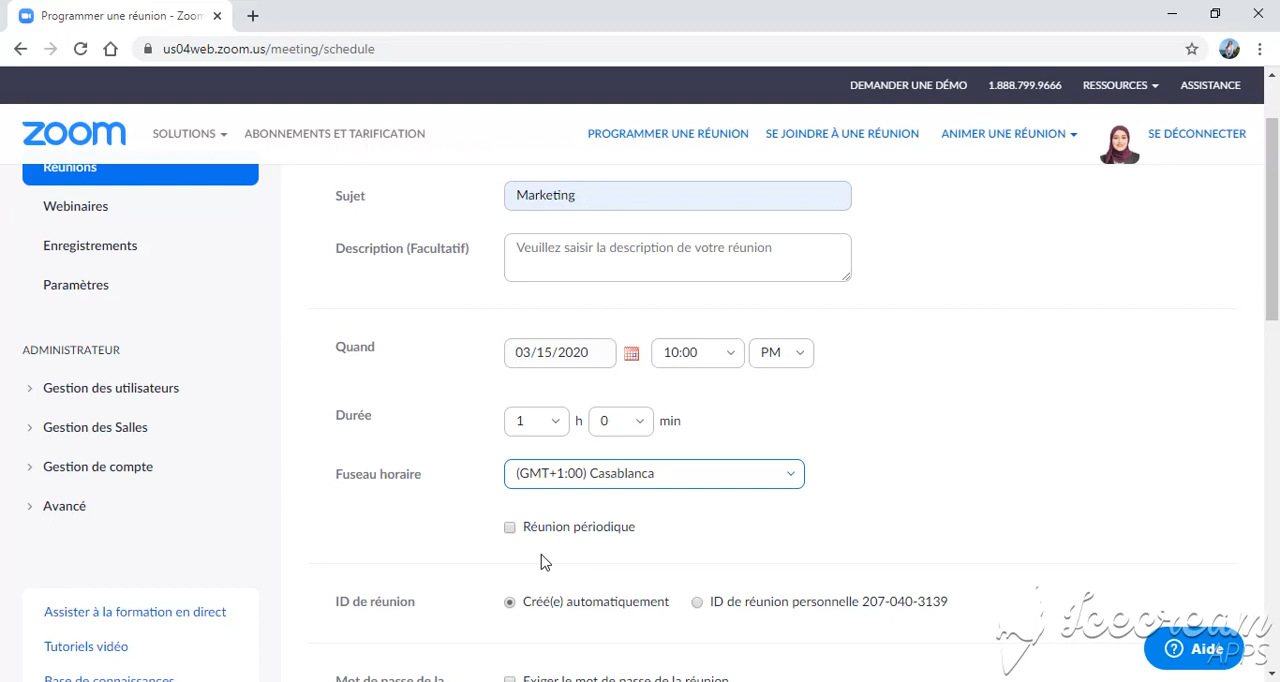 Programmer une réunion - Zoom
us04web.zoom.us/meeting/schedule
DEMANDER UNE DÉMO 1.888.799.9666 RESSOURCES ASSISTANCE
zoom SOLUTIONS ABONNEMENTS ET TARIFICATION PROGRAMMER UNE RÉUNION SE JOINDRE À UNE RÉUNION ANIMER UNE RÉUNION SE DÉCONNECTER
Réunions
Webinaires
Enregistrements
Paramètres
ADMINISTRATEUR
Gestion des utilisateurs
Gestion des Salles
Gestion de compte
Avancé
Assister à la formation en direct
Tutoriels vidéo
Base de connaissances
Sujet Marketing
Description (Facultatif) Veuillez saisir la description de votre réunion
Quand 03/15/2020 10:00 PM
Durée 1 h 0 min
Fuseau horaire (GMT+1:00) Casablanca
Réunion périodique
ID de réunion Créé(e) automatiquement ID de réunion personnelle 207-040-3139
Mot de passe de la Exiger le mot de passe de la réunion
Icecream
APPS
Aide